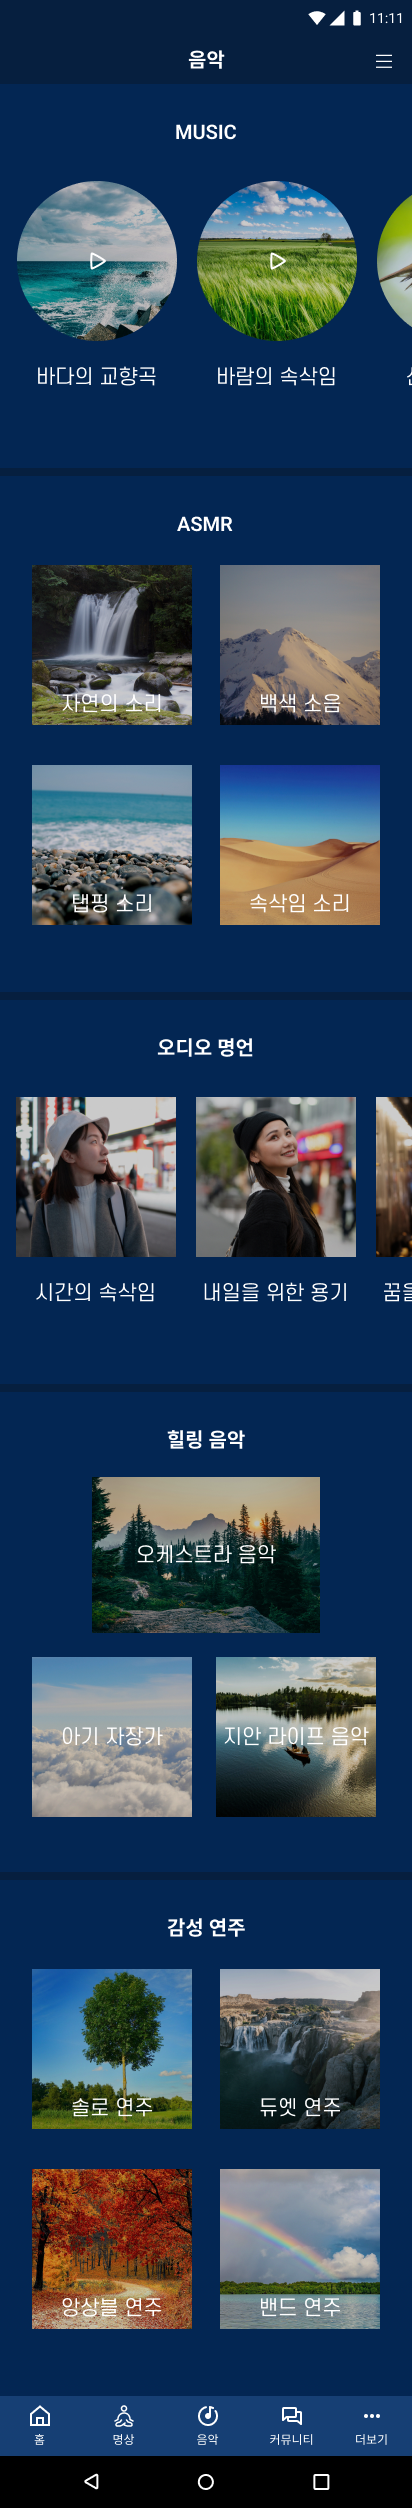 11:11
음악
MUSIC
바다의 교향곡
바람의 속삭임
ASMR
자연의 소리
백색 소음
탭핑 소리
속삭임 소리
오디오 명언
시간의 속삭임
내일을 위한 용기
꿈을
힐링 음악
오케스트라 음악
아기 자장가
지안 라이프 음악
감성 연주
솔로 연주
듀엣 연주
앙상블 연주
밴드 연주
홈
명상
음악
커뮤니티
더보기